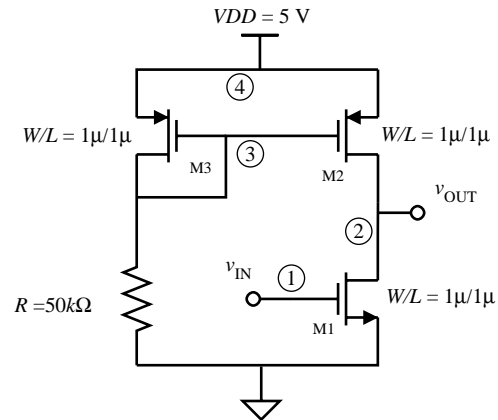 VDD = 5 V
4
W/L = 1μ/1μ
3
W/L = 1μ/1μ
M3
M2
vOUT
2
vIN
1
R =50kΩ
W/L = 1μ/1μ
M1